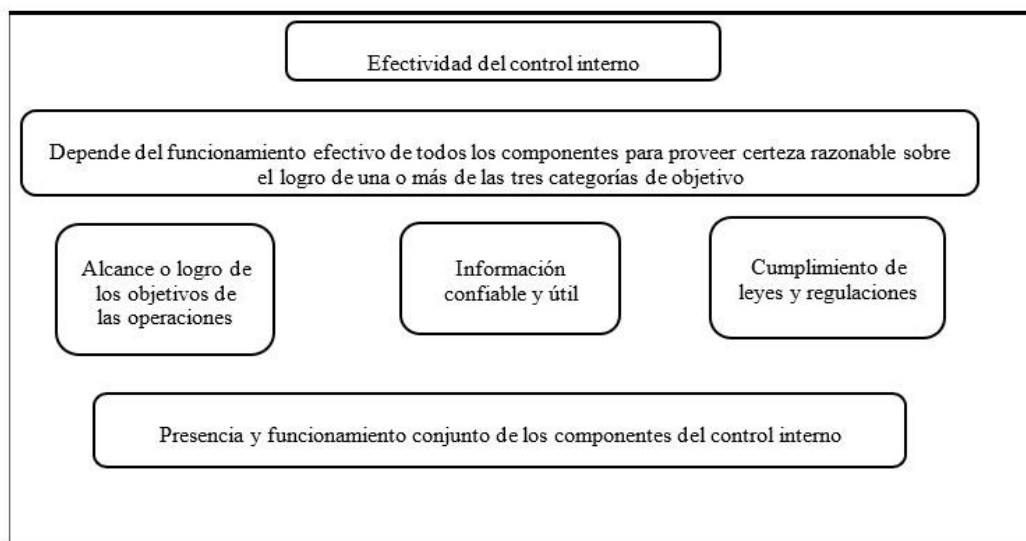 Efectividad del control interno
Depende del funcionamiento efectivo de todos los componentes para proveer certeza razonable sobre
el logro de una o más de las tres categorías de objetivo
Alcance o logro de
los objetivos de
las operaciones
Información
confiable y útil
Cumplimiento de
leyes y regulaciones
Presencia y funcionamiento conjunto de los componentes del control interno